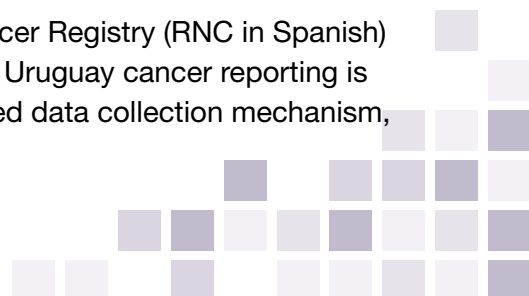 cer Registry (RNC in Spanish)
Uruguay cancer reporting is
ed data collection mechanism,